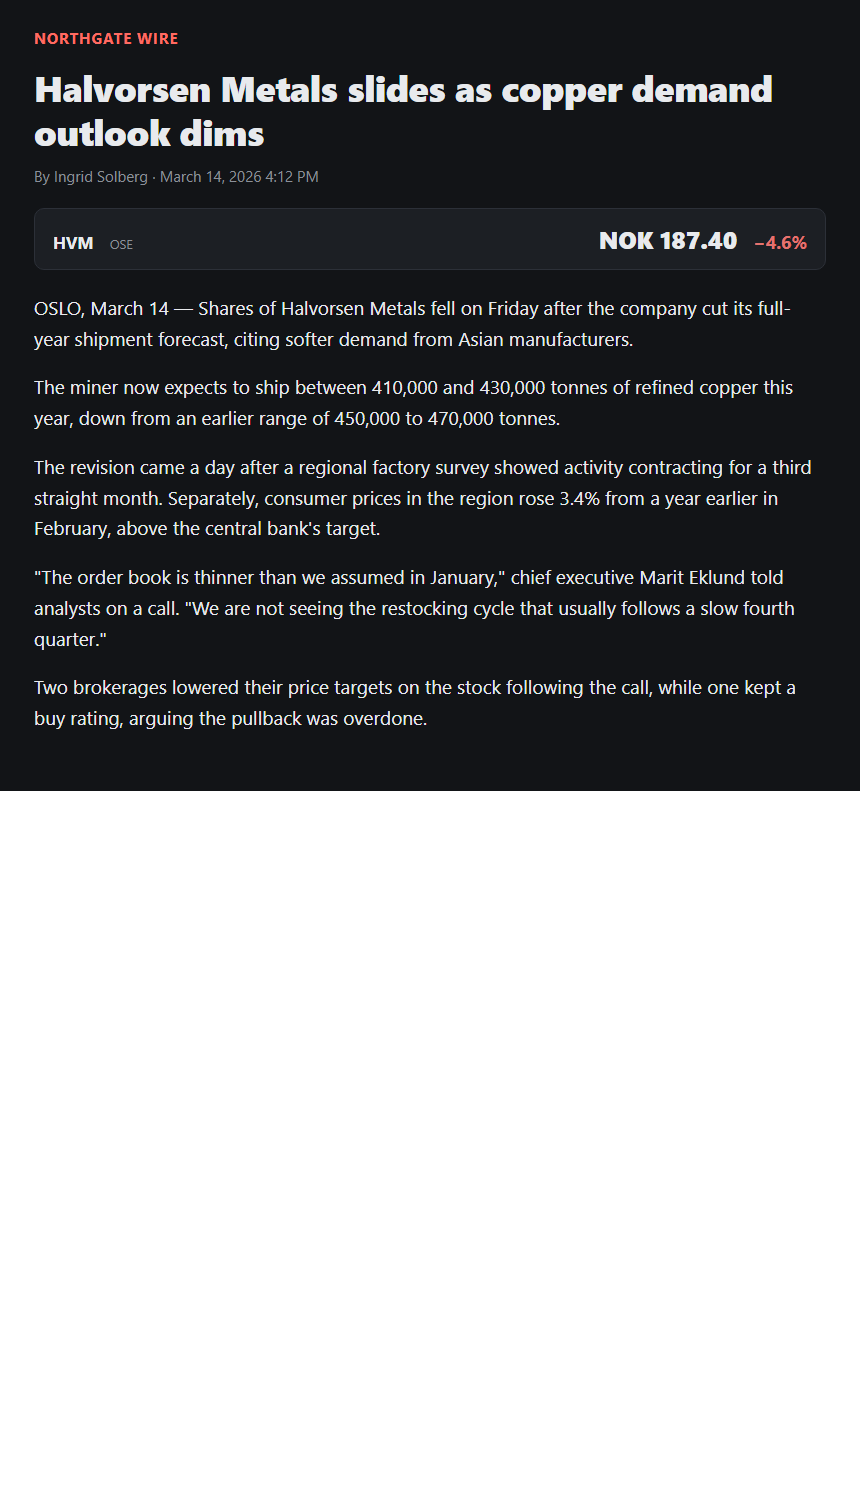 NORTHGATE WIRE
Halvorsen Metals slides as copper demand
outlook dims
By Ingrid Solberg · March 14, 2026 4:12 PM
HVM OSE NOK 187.40 −4.6%
OSLO, March 14 — Shares of Halvorsen Metals fell on Friday after the company cut its full-
year shipment forecast, citing softer demand from Asian manufacturers.
The miner now expects to ship between 410,000 and 430,000 tonnes of refined copper this
year, down from an earlier range of 450,000 to 470,000 tonnes.
The revision came a day after a regional factory survey showed activity contracting for a third
straight month. Separately, consumer prices in the region rose 3.4% from a year earlier in
February, above the central bank's target.
"The order book is thinner than we assumed in January," chief executive Marit Eklund told
analysts on a call. "We are not seeing the restocking cycle that usually follows a slow fourth
quarter."
Two brokerages lowered their price targets on the stock following the call, while one kept a
buy rating, arguing the pullback was overdone.